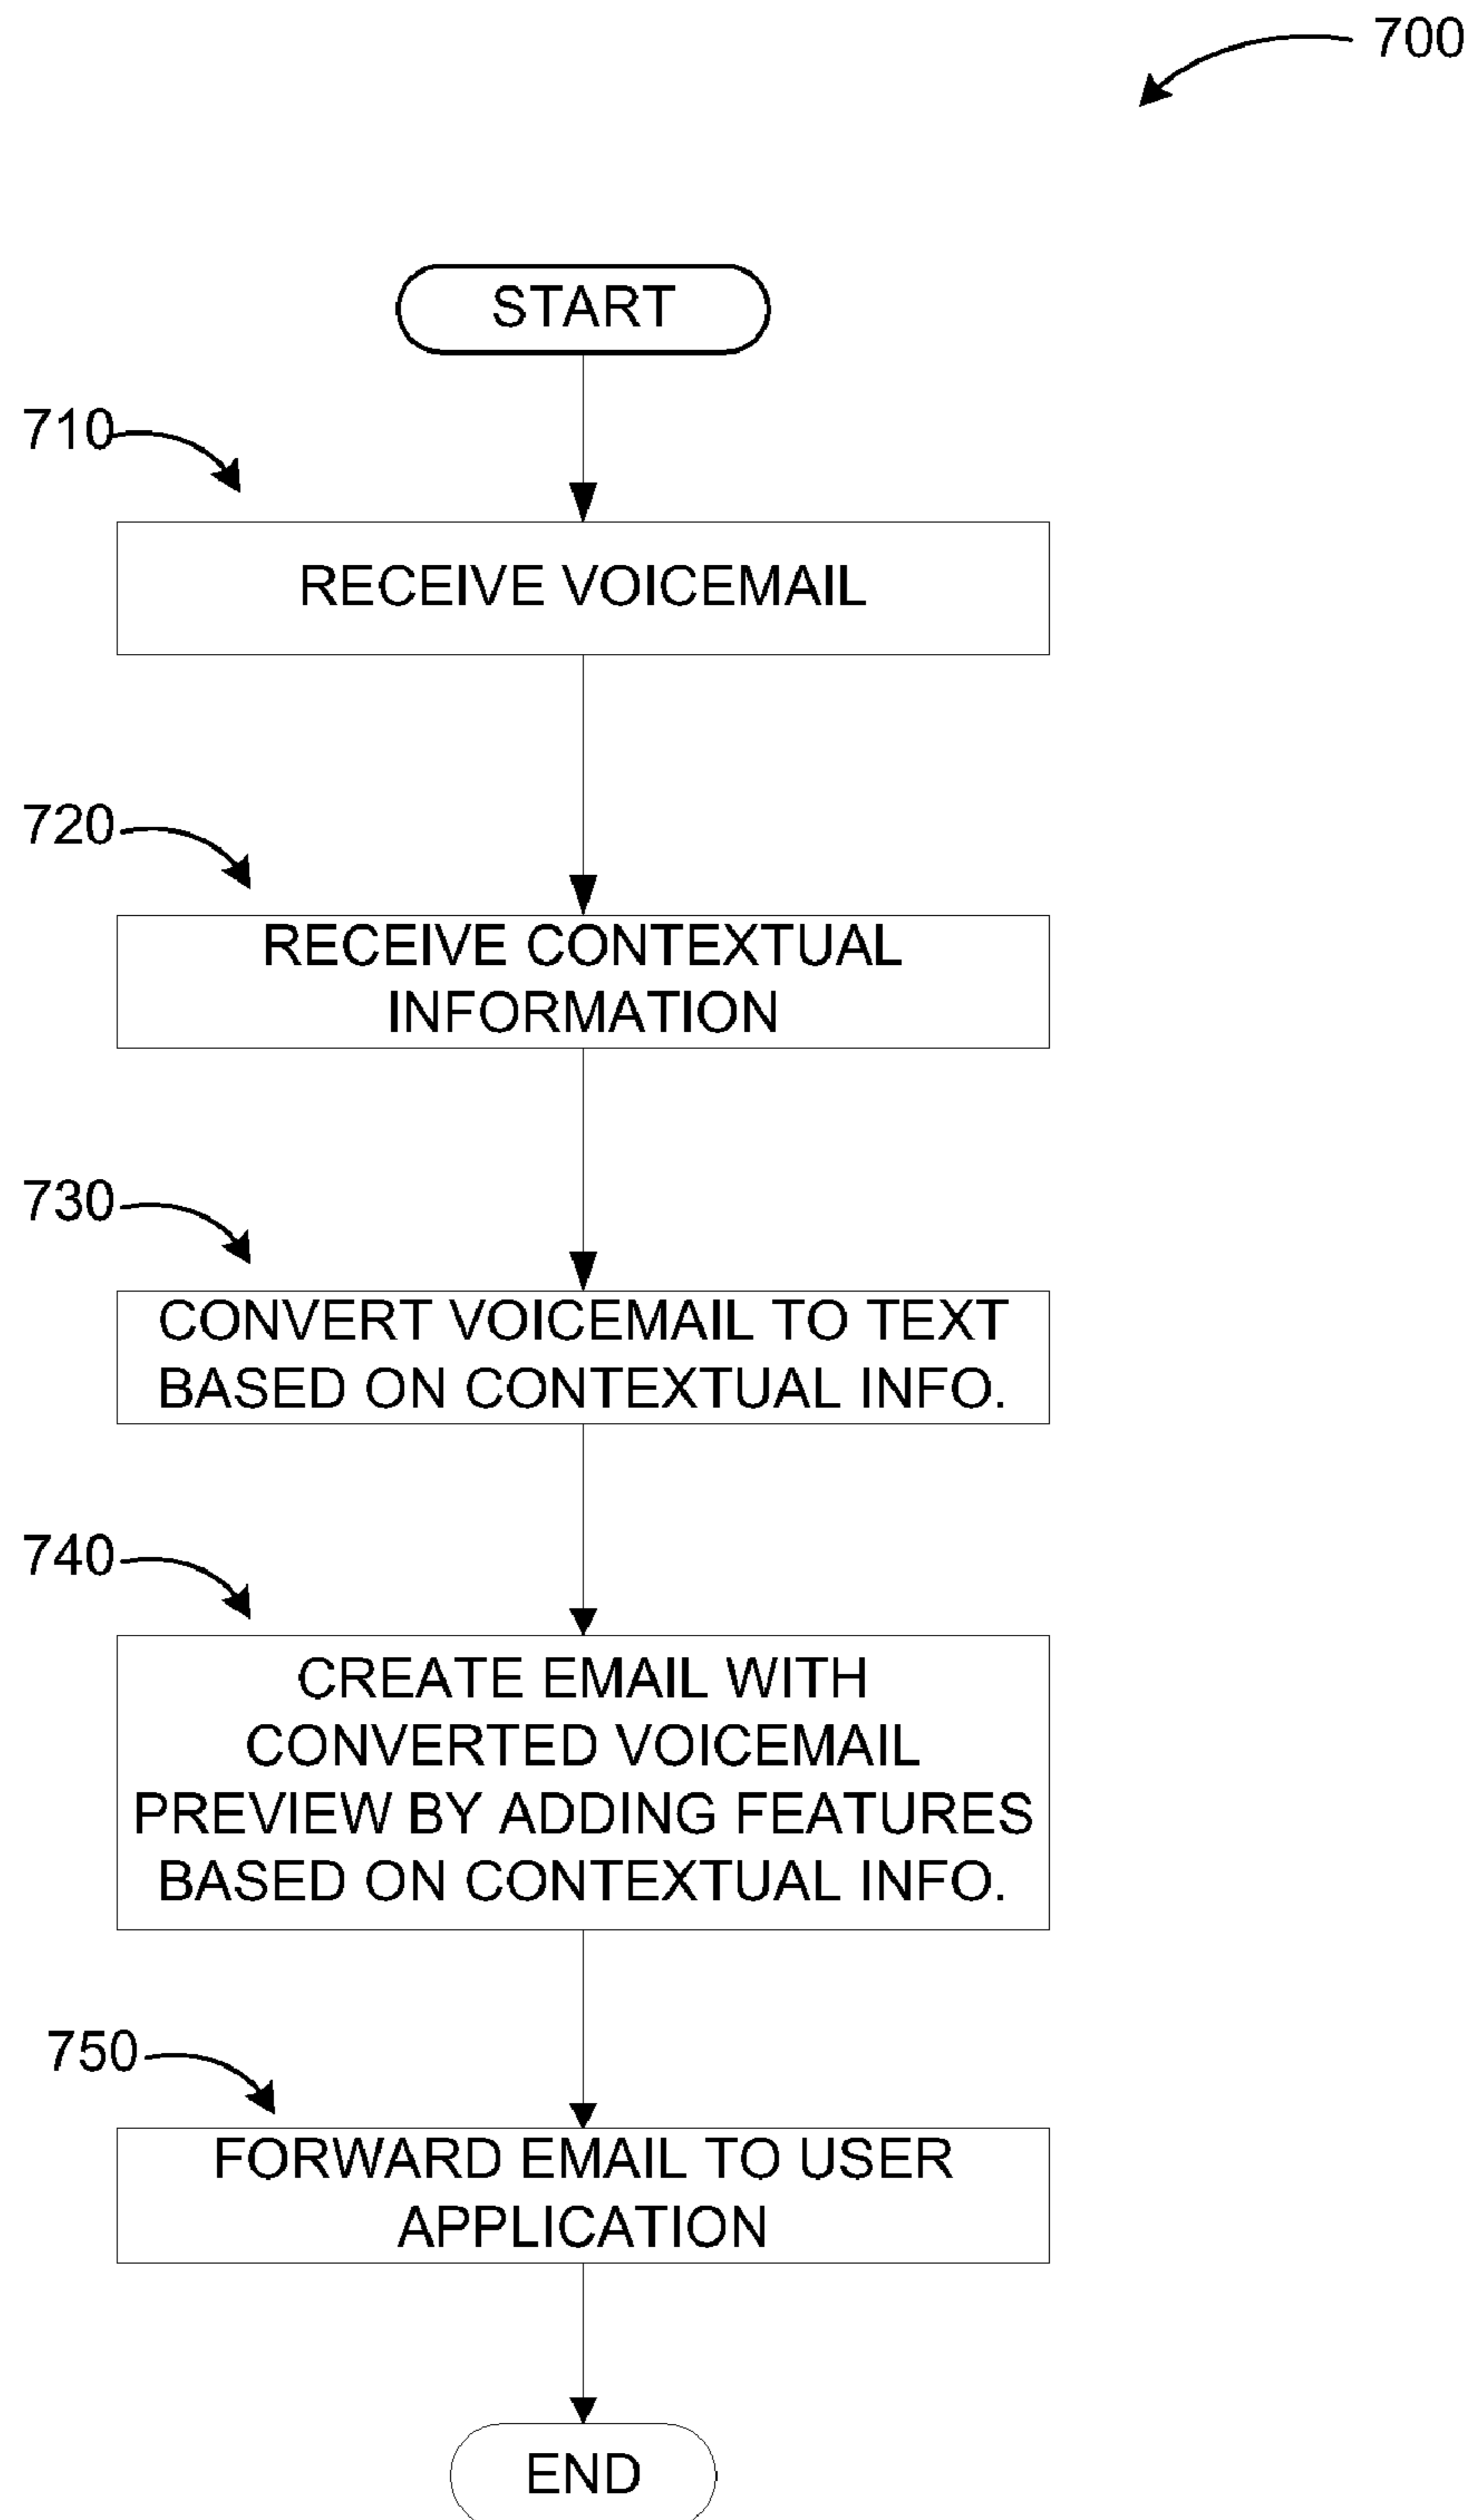 700
START
710
RECEIVE VOICEMAIL
720
RECEIVE CONTEXTUAL
INFORMATION
730
CONVERT VOICEMAIL TO TEXT
BASED ON CONTEXTUAL INFO.
740
CREATE EMAIL WITH
CONVERTED VOICEMAIL
PREVIEW BY ADDING FEATURES
BASED ON CONTEXTUAL INFO.
750
FORWARD EMAIL TO USER
APPLICATION
END